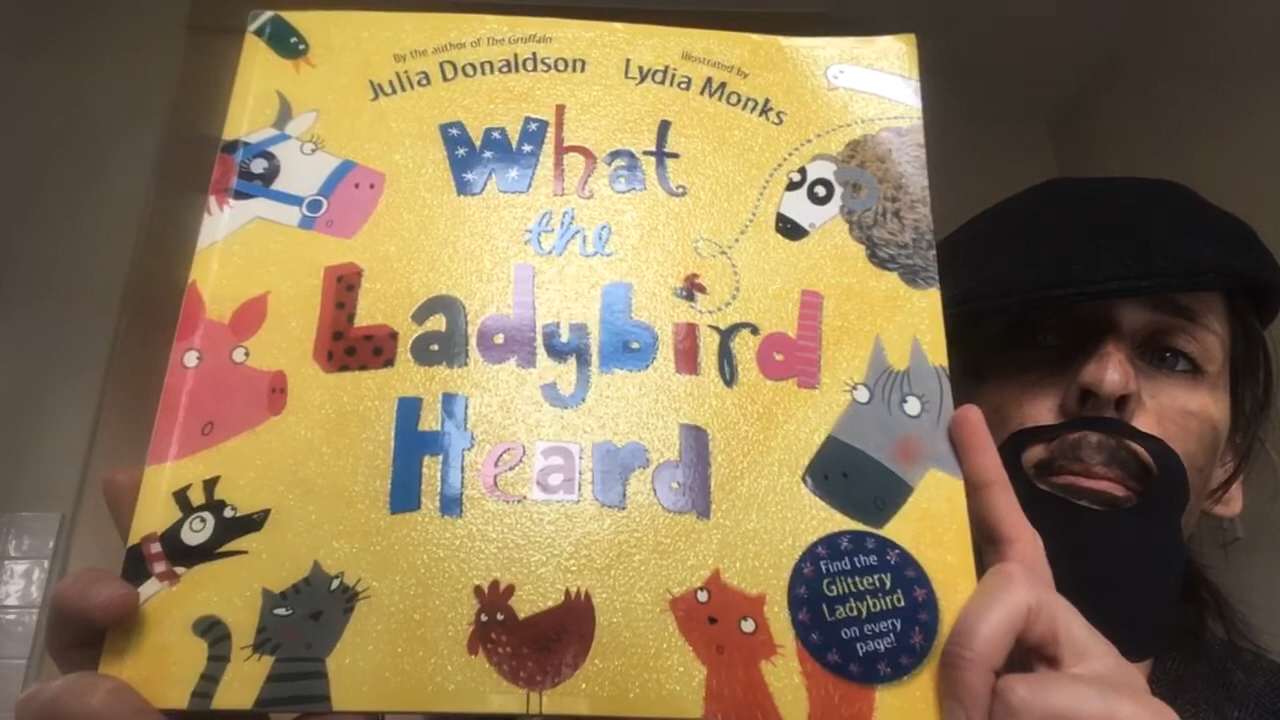 By the author of The Gruffalo
Julia Donaldson
Illustrated by
Lydia Monks
What
the
Ladybird
Heard
Find the
Glittery
Ladybird
on every
page!